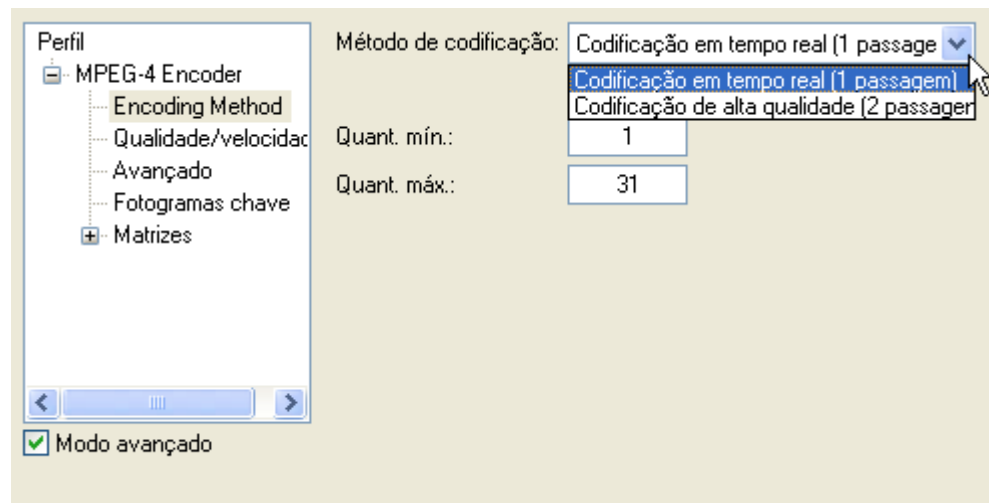 Perfil
MPEG-4 Encoder
Encoding Method
Qualidade/velocidac
Avançado
Fotogramas chave
Matrizes
Modo avançado
Método de codificação: Codificação em tempo real (1 passage
Codificação em tempo real (1 passagem)
Codificação de alta qualidade (2 passager
Quant. mín.: 1
Quant. máx.: 31